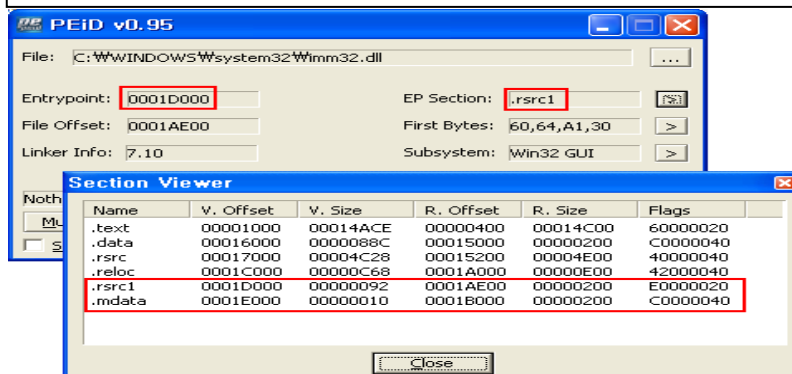 PEiD v0.95
File: C:₩WINDOWS₩system32₩imm32.dll ...
Entrypoint: 0001D000 EP Section: .rsrc1
File Offset: 0001AE00 First Bytes: 60,64,A1,30 >
Linker Info: 7.10 Subsystem: Win32 GUI >
Noth
Mu
S
Section Viewer
Name V. Offset V. Size R. Offset R. Size Flags
.text 00001000 00014ACE 00000400 00014C00 60000020
.data 00016000 0000088C 00015000 00000200 C0000040
.rsrc 00017000 00004C28 00015200 00004E00 40000040
.reloc 0001C000 00000C68 0001A000 00000E00 42000040
.rsrc1 0001D000 00000092 0001AE00 00000200 E0000020
.mdata 0001E000 00000010 0001B000 00000200 C0000040
Close